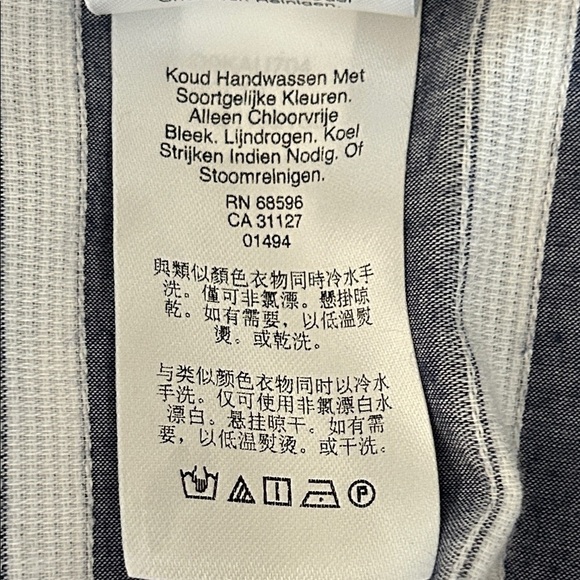 Reinigen.
Koud Handwassen Met
Soortgelijke Kleuren.
Alleen Chloorvrije
Bleek. Lijndrogen. Koel
Strijken Indien Nodig. Of
Stoomreinigen.
RN 68596
CA 31127
01494
與類似顏色衣物同時冷水手
洗。僅可非氯漂。懸掛晾
乾。如有需要，以低溫熨
燙。或乾洗。
与类似颜色衣物同时以冷水
手洗。仅可使用非氯漂白水
漂白。悬挂晾干。如有需
要，以低温熨烫。或干洗。
P